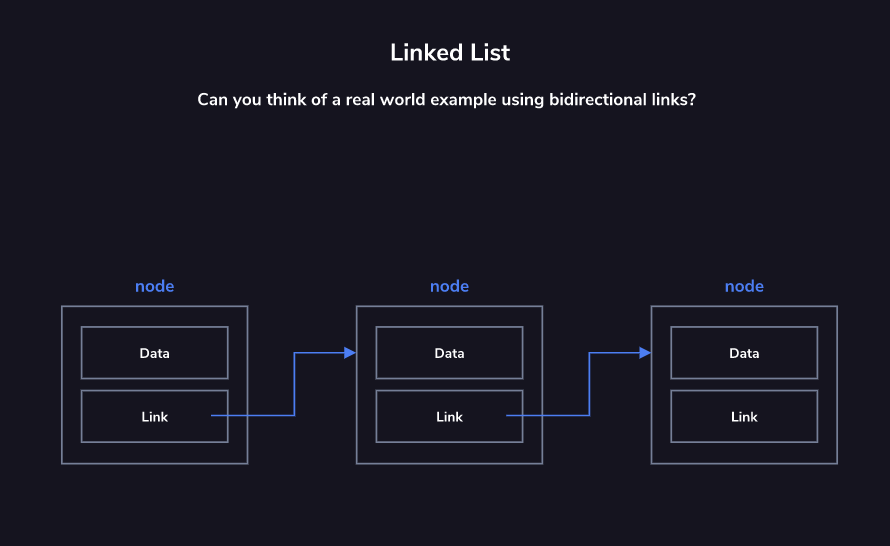 Linked List
Can you think of a real world example using bidirectional links?
node
node
node
Data
Data
Data
Link
Link
Link